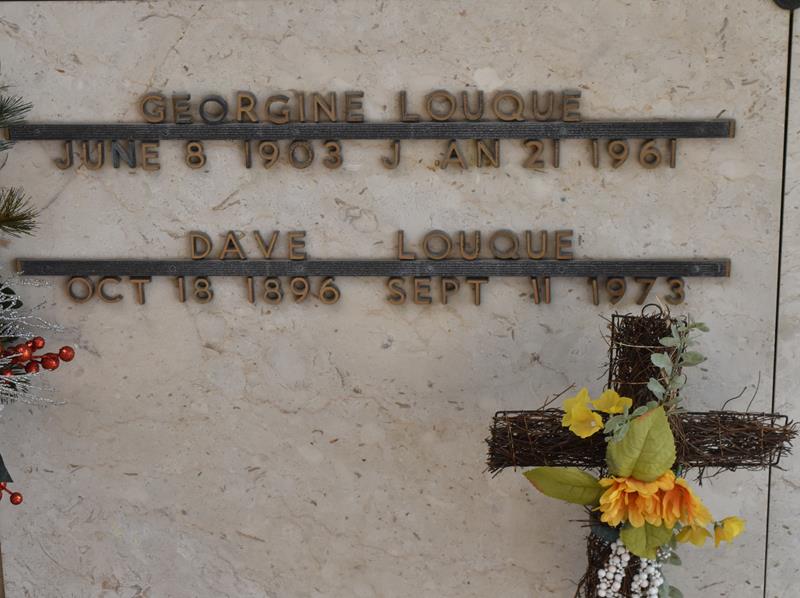 GEORGINE LOUQUE
JUNE 8 1903 JAN 21 1961
DAVE LOUQUE
OCT 18 1896 SEPT 11 1973